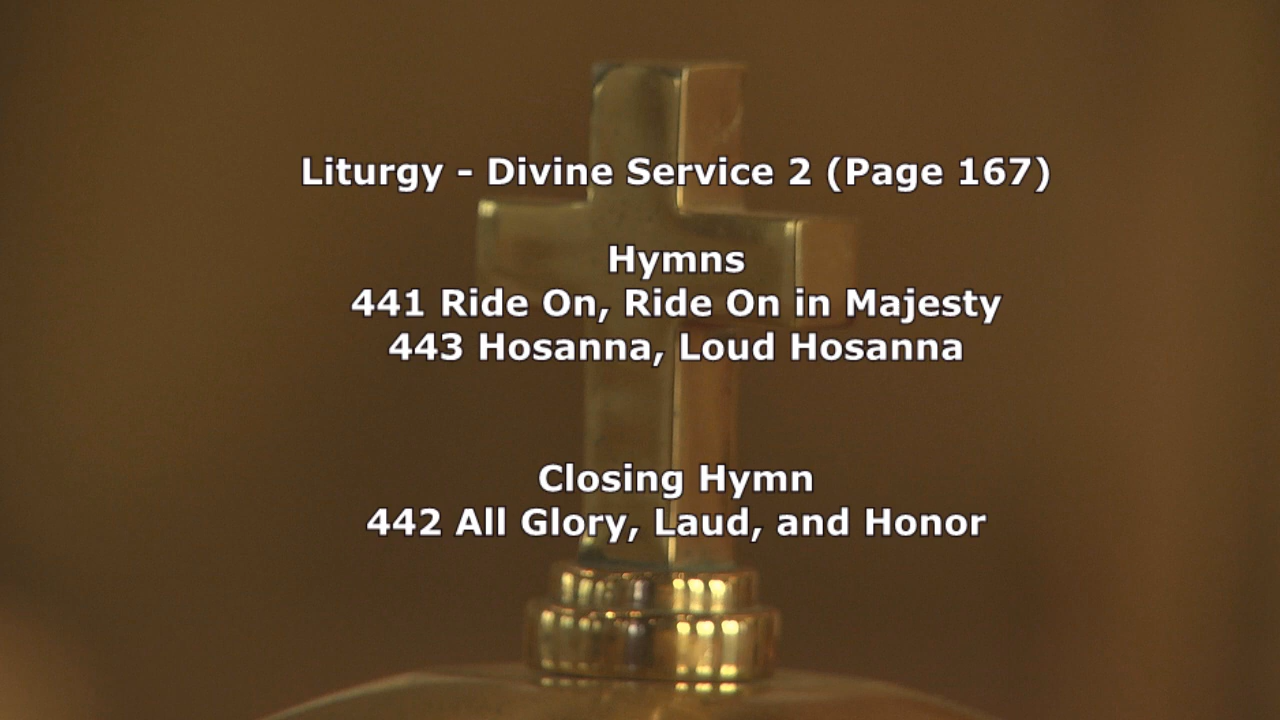 Liturgy - Divine Service 2 (Page 167)
Hymns
441 Ride On, Ride On in Majesty
443 Hosanna, Loud Hosanna
Closing Hymn
442 All Glory, Laud, and Honor